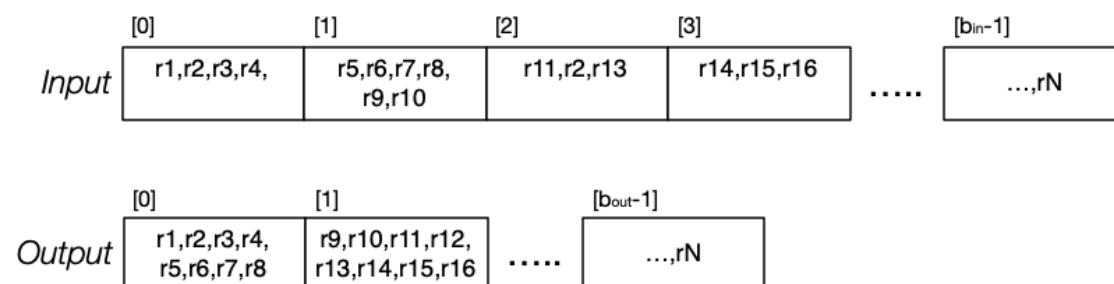 [0] [1] [2] [3] [bin-1]
Input r1,r2,r3,r4, r5,r6,r7,r8, r11,r2,r13 r14,r15,r16 ..... ...,rN
r9,r10
[0] [1] [bout-1]
Output r1,r2,r3,r4, r9,r10,r11,r12, ..... ...,rN
r5,r6,r7,r8 r13,r14,r15,r16